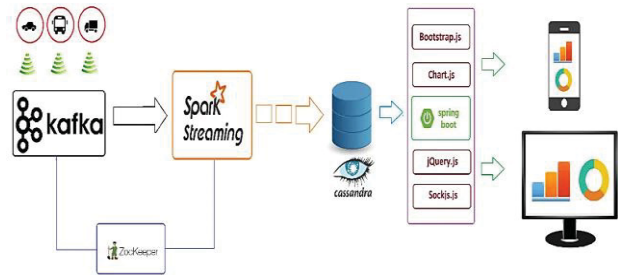 kafka
Spark
Streaming
cassandra
Bootstrap.js
Chart.js
spring
boot
jQuery.js
Sockjs.js
ZooKeeper